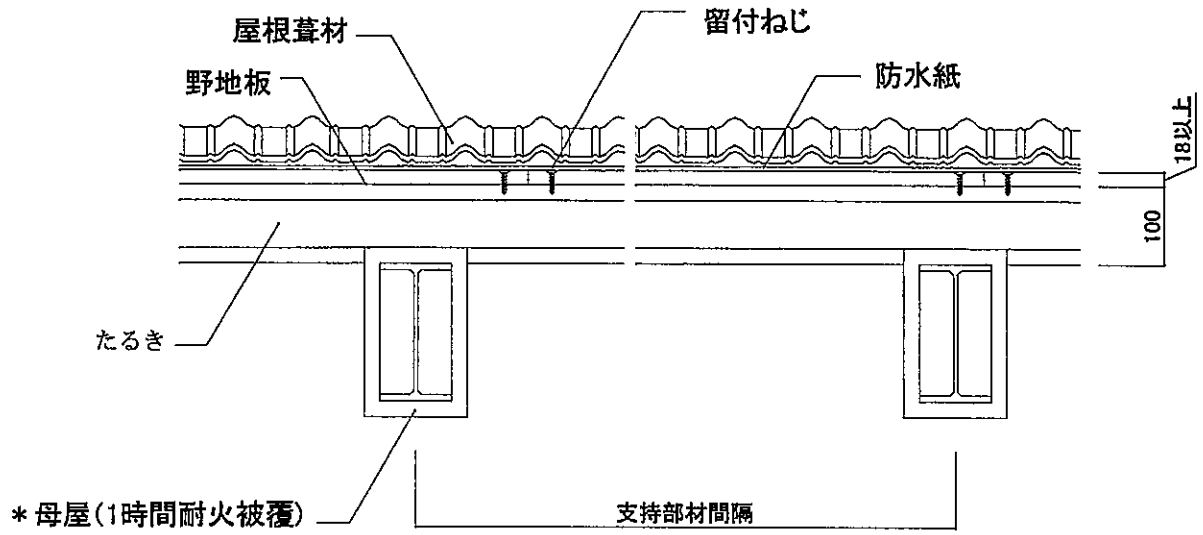 屋根葺材
留付ねじ
野地板
防水紙
18以上
100
たるき
*母屋(1時間耐火被覆)
支持部材間隔